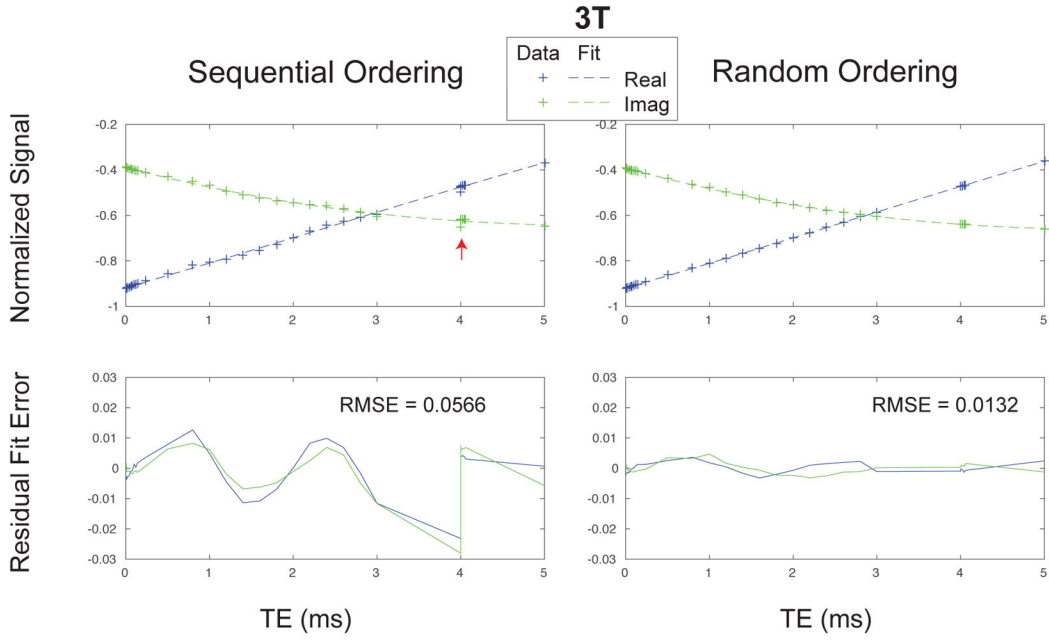 3T
Data Fit
Real
Imag
Sequential Ordering
Random Ordering
Normalized Signal
-0.2
-0.4
-0.6
-0.8
-1
0 1 2 3 4 5
-0.2
-0.4
-0.6
-0.8
-1
0 1 2 3 4 5
Residual Fit Error
0.03
0.02
0.01
0
-0.01
-0.02
-0.03
RMSE = 0.0566
0 1 2 3 4 5
0.03
0.02
0.01
0
-0.01
-0.02
-0.03
RMSE = 0.0132
0 1 2 3 4 5
TE (ms)
TE (ms)